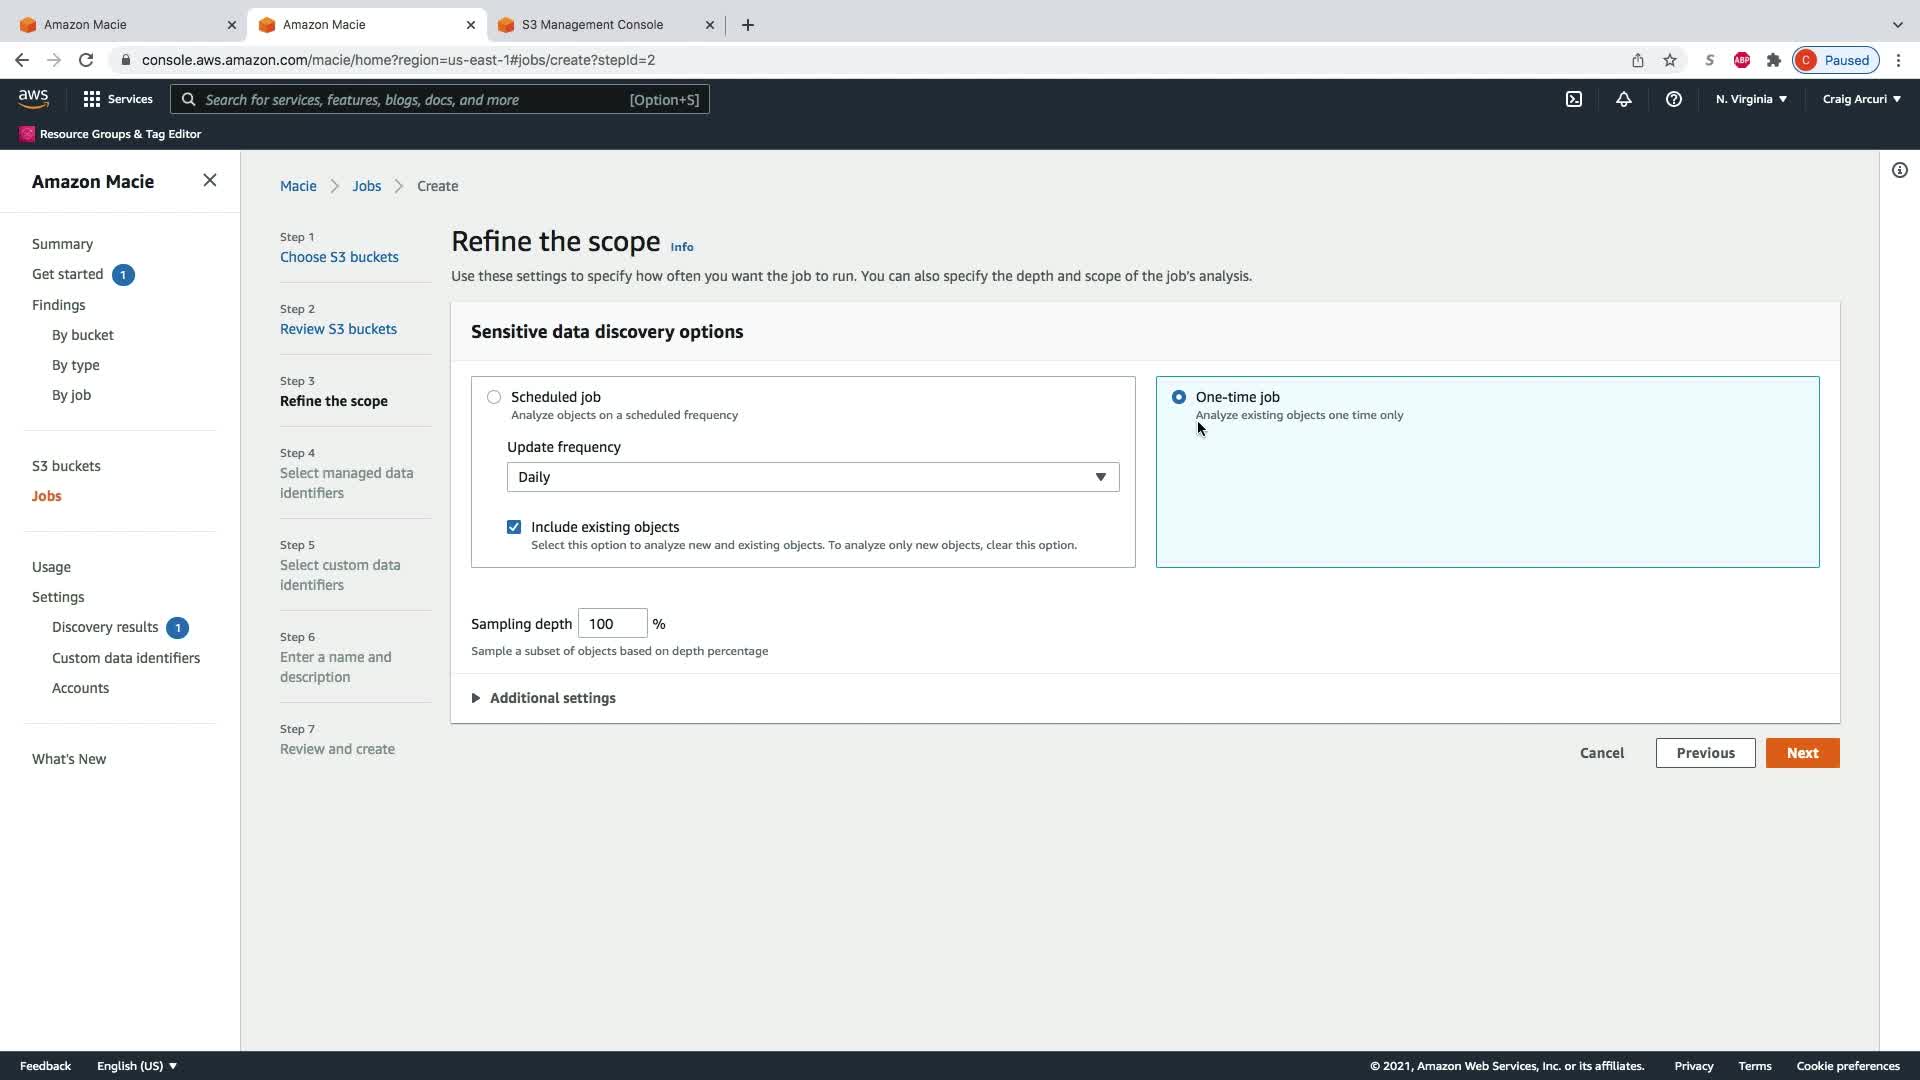 Amazon Macie
Amazon Macie
S3 Management Console
console.aws.amazon.com/macie/home?region=us-east-1#jobs/create?stepId=2
S
ABP
C
Paused
aws
Services
Search for services, features, blogs, docs, and more
[Option+S]
N. Virginia
Craig Arcuri
Resource Groups & Tag Editor
Amazon Macie
Summary
Get started 1
Findings
By bucket
By type
By job
S3 buckets
Jobs
Usage
Settings
Discovery results 1
Custom data identifiers
Accounts
What's New
Macie
Jobs
Create
Step 1
Choose S3 buckets
Step 2
Review S3 buckets
Step 3
Refine the scope
Step 4
Select managed data
identifiers
Step 5
Select custom data
identifiers
Step 6
Enter a name and
description
Step 7
Review and create
Refine the scope Info
Use these settings to specify how often you want the job to run. You can also specify the depth and scope of the job's analysis.
Sensitive data discovery options
Scheduled job
Analyze objects on a scheduled frequency
Update frequency
Daily
Include existing objects
Select this option to analyze new and existing objects. To analyze only new objects, clear this option.
One-time job
Analyze existing objects one time only
Sampling depth 100 %
Sample a subset of objects based on depth percentage
Additional settings
Cancel
Previous
Next
Feedback
English (US)
© 2021, Amazon Web Services, Inc. or its affiliates.
Privacy
Terms
Cookie preferences